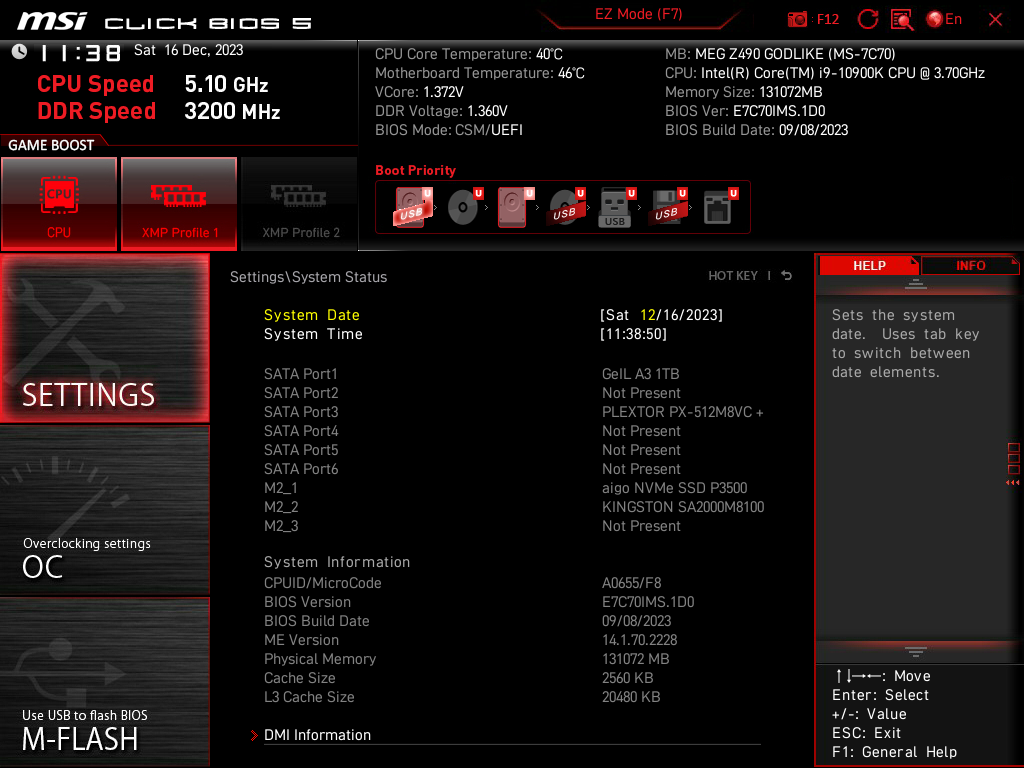 msi CLICK BIOS 5
EZ Mode (F7)
F12
En
11:38 Sat 16 Dec, 2023
CPU Speed 5.10 GHz
DDR Speed 3200 MHz
CPU Core Temperature: 40°C
Motherboard Temperature: 46°C
VCore: 1.372V
DDR Voltage: 1.360V
BIOS Mode: CSM/UEFI
MB: MEG Z490 GODLIKE (MS-7C70)
CPU: Intel(R) Core(TM) i9-10900K CPU @ 3.70GHz
Memory Size: 131072MB
BIOS Ver: E7C70IMS.1D0
BIOS Build Date: 09/08/2023
GAME BOOST
CPU
CPU
XMP Profile 1
XMP Profile 2
Boot Priority
U U U U U U U
USB USB USB USB
SETTINGS
Overclocking settings
OC
Use USB to flash BIOS
M-FLASH
Settings\System Status
HOT KEY |
System Date [Sat 12/16/2023]
System Time [11:38:50]
SATA Port1 GeIL A3 1TB
SATA Port2 Not Present
SATA Port3 PLEXTOR PX-512M8VC +
SATA Port4 Not Present
SATA Port5 Not Present
SATA Port6 Not Present
M2_1 aigo NVMe SSD P3500
M2_2 KINGSTON SA2000M8100
M2_3 Not Present
System Information
CPUID/MicroCode A0655/F8
BIOS Version E7C70IMS.1D0
BIOS Build Date 09/08/2023
ME Version 14.1.70.2228
Physical Memory 131072 MB
Cache Size 2560 KB
L3 Cache Size 20480 KB
DMI Information
HELP
INFO
Sets the system
date. Uses tab key
to switch between
date elements.
↑↓→←: Move
Enter: Select
+/-: Value
ESC: Exit
F1: General Help